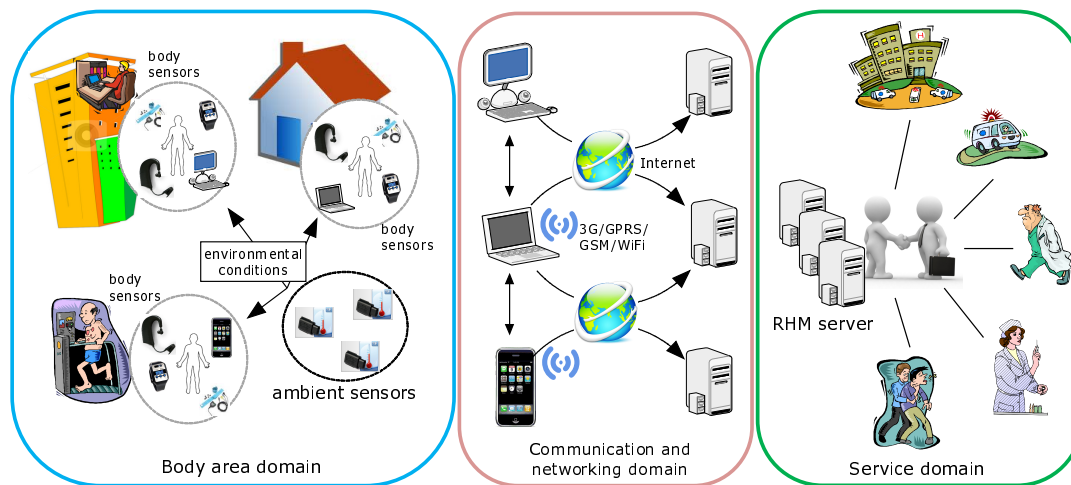 body
sensors
body
sensors
environmental
conditions
body
sensors
ambient sensors
Body area domain
Internet
3G/GPRS/
GSM/WiFi
Communication and
networking domain
H
RHM server
Service domain